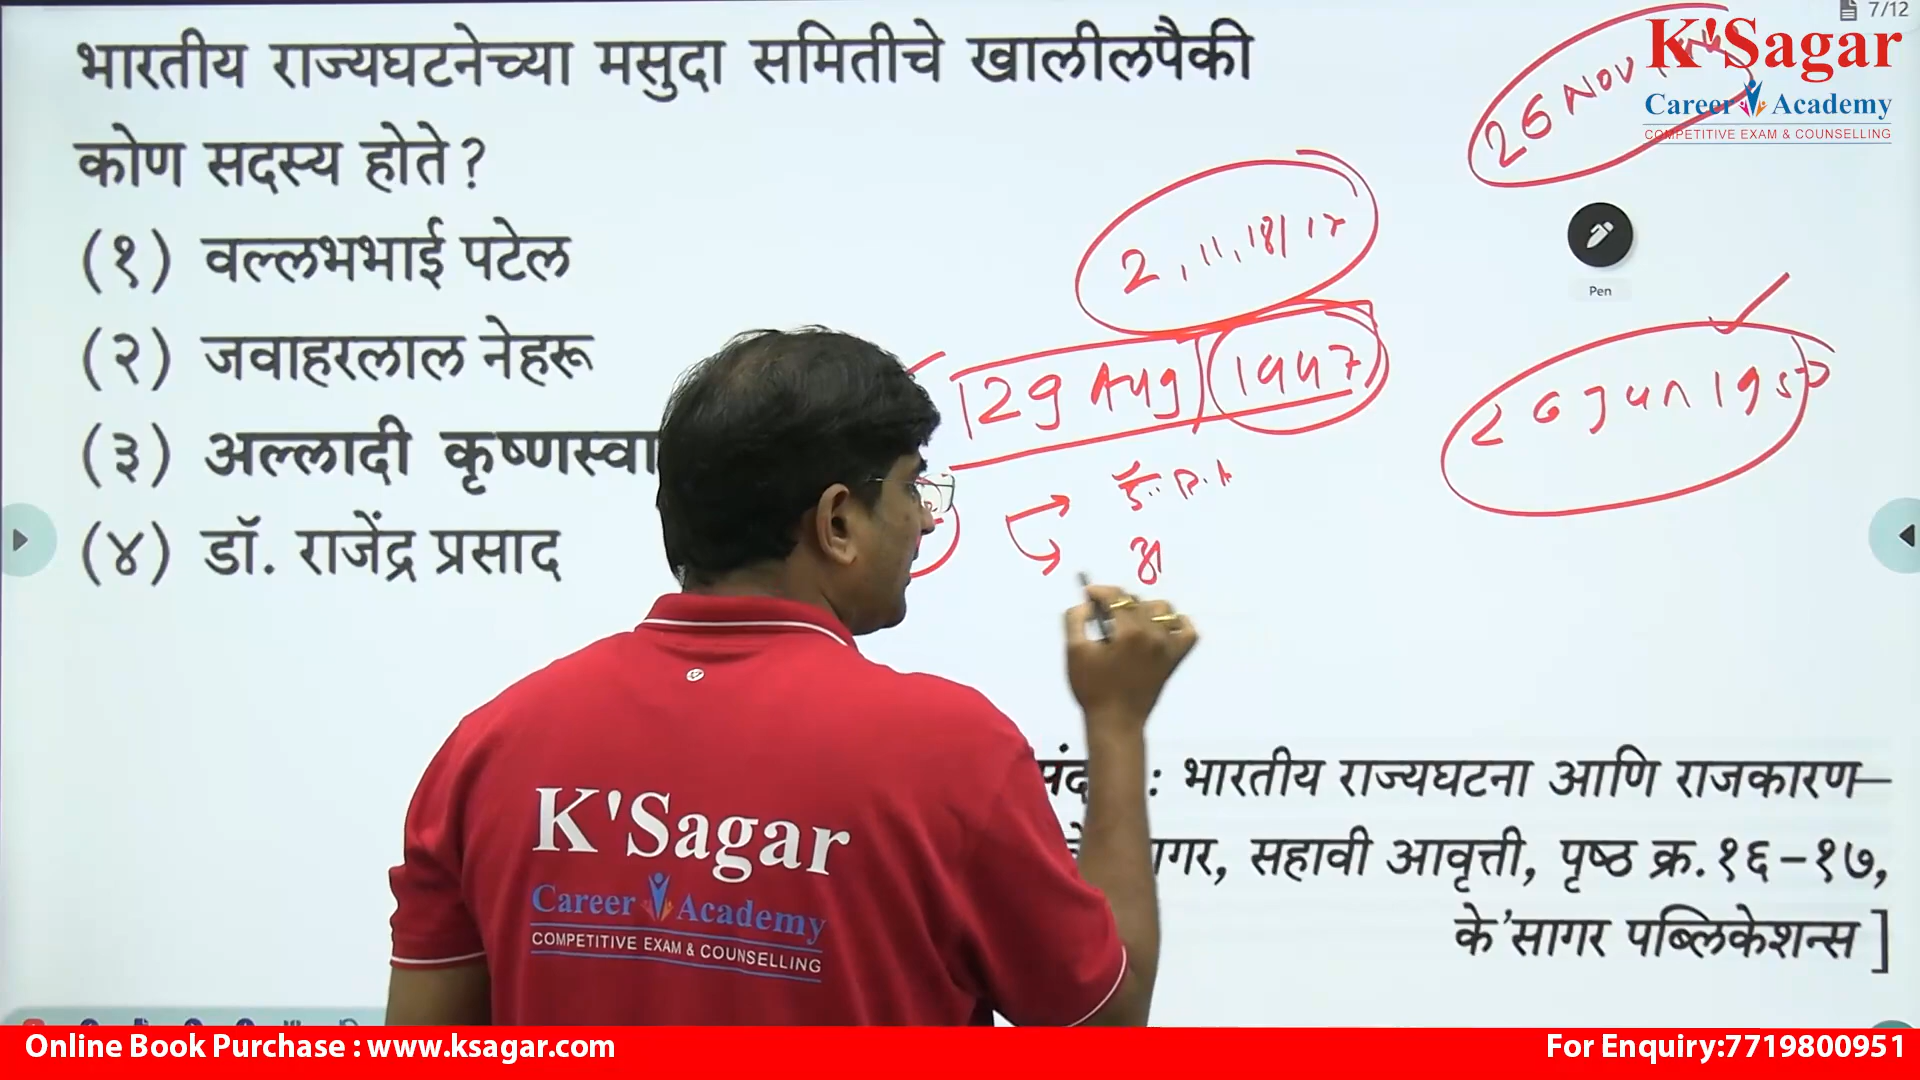 7/12
भारतीय राज्यघटनेच्या मसुदा समितीचे खालीलपैकी
कोण सदस्य होते?
(१) वल्लभभाई पटेल
(२) जवाहरलाल नेहरू
(३) अल्लादी कृष्णस्वा
(४) डॉ. राजेंद्र प्रसाद
K'Sagar
Career Academy
COMPETITIVE EXAM & COUNSELLING
26 NOV
2, 11, 18/17
Pen
29 Aug 1947
26 Jan 1950
: भारतीय राज्यघटना आणि राजकारण—
गर, सहावी आवृत्ती, पृष्ठ क्र.१६–१७,
के'सागर पब्लिकेशन्स]
K'Sagar
Career Academy
COMPETITIVE EXAM & COUNSELLING
Online Book Purchase : www.ksagar.com
For Enquiry:7719800951